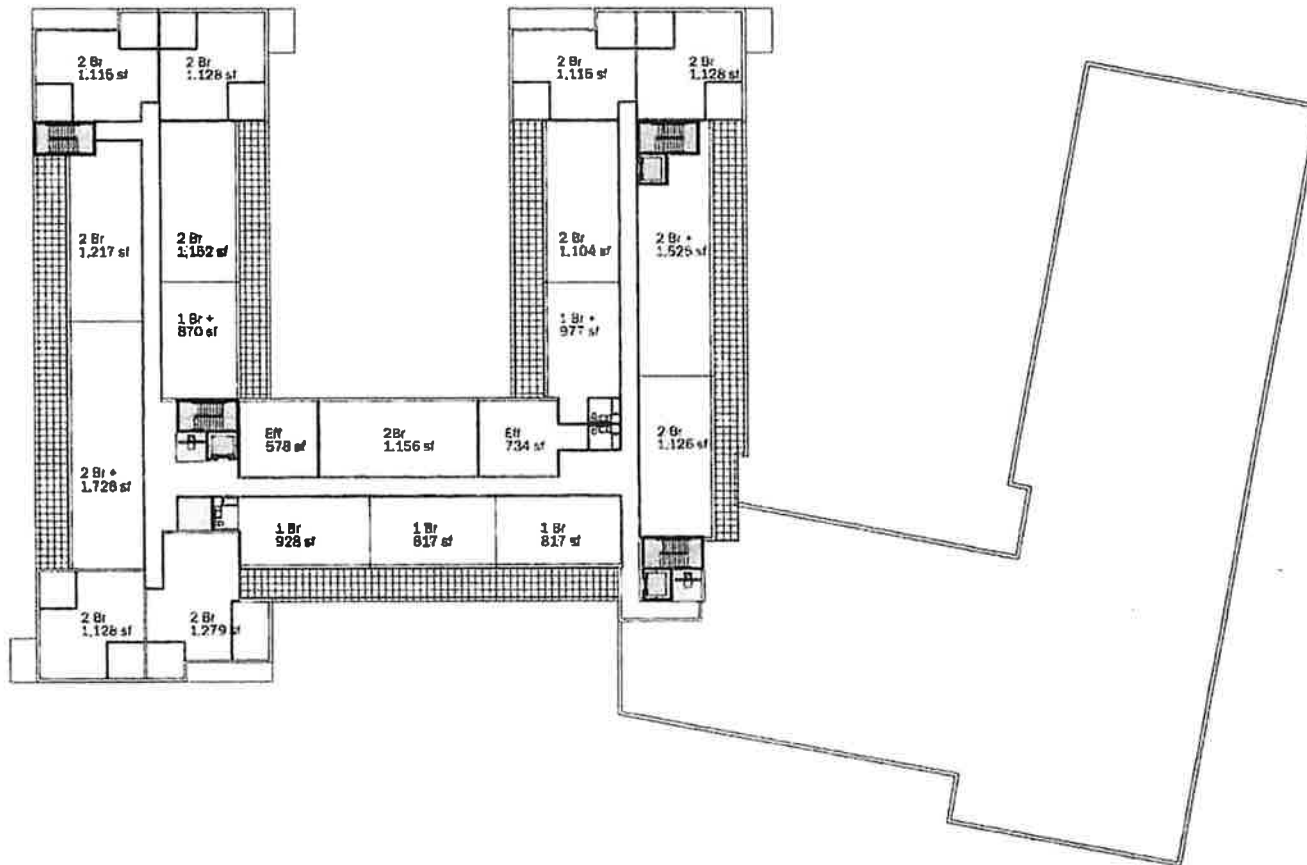 2 Br
1,115 sf
2 Br
1,128 sf
2 Br
1,115 sf
2 Br
1,128 sf
2 Br
1,217 sf
2 Br
1,152 sf
2 Br
1,104 sf
2 Br +
1,525 sf
1 Br +
870 sf
1 Br +
977 sf
Eff
578 sf
2Br
1,156 sf
Eff
734 sf
2 Br
1,126 sf
2 Br +
1,726 sf
1 Br
928 sf
1 Br
817 sf
1 Br
817 sf
2 Br
1,128 sf
2 Br
1,279 sf